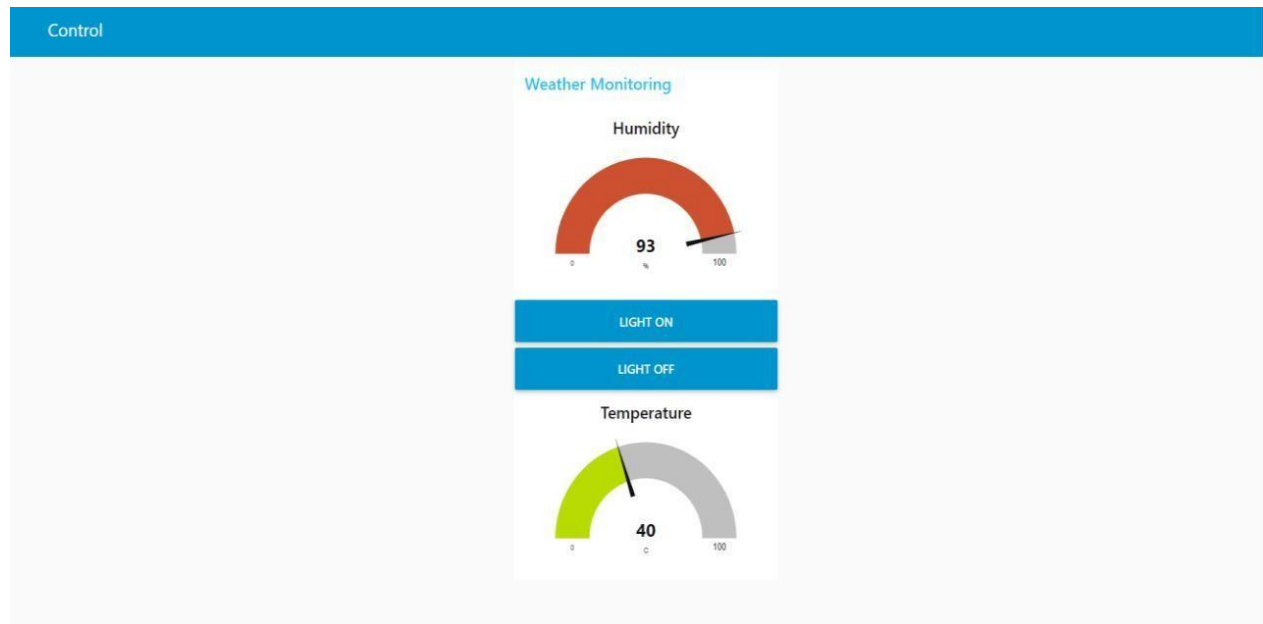 Control
Weather Monitoring
Humidity
93
0 % 100
LIGHT ON
LIGHT OFF
Temperature
40
0 C 100